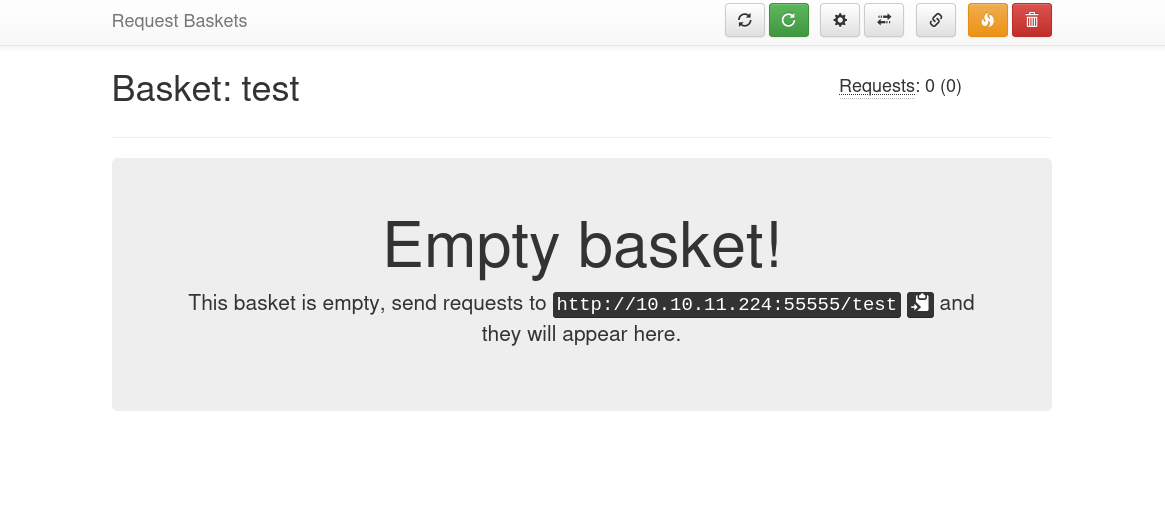 Request Baskets
Basket: test
Requests: 0 (0)
Empty basket!
This basket is empty, send requests to http://10.10.11.224:55555/test and
they will appear here.